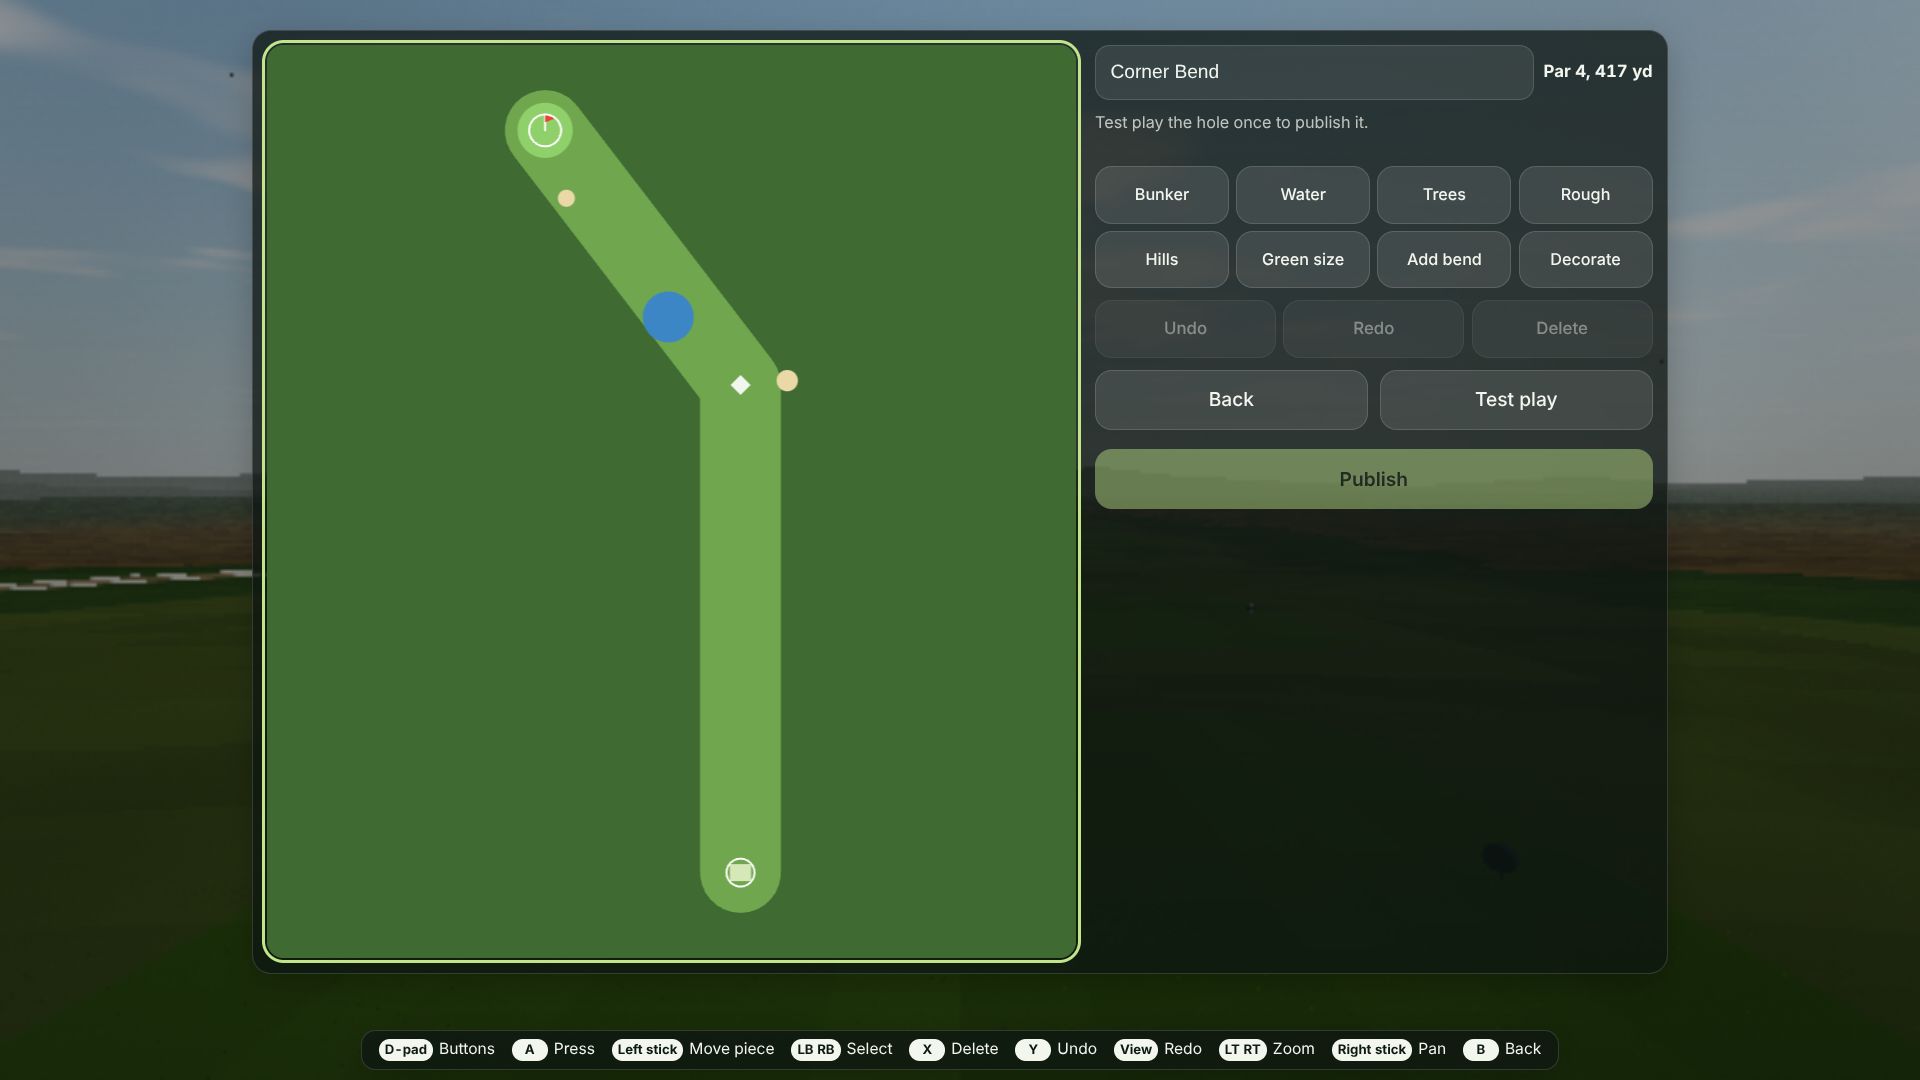 Corner Bend
Par 4, 417 yd
Test play the hole once to publish it.
Bunker
Water
Trees
Rough
Hills
Green size
Add bend
Decorate
Undo
Redo
Delete
Back
Test play
Publish
D-pad Buttons A Press Left stick Move piece LB RB Select X Delete Y Undo View Redo LT RT Zoom Right stick Pan B Back